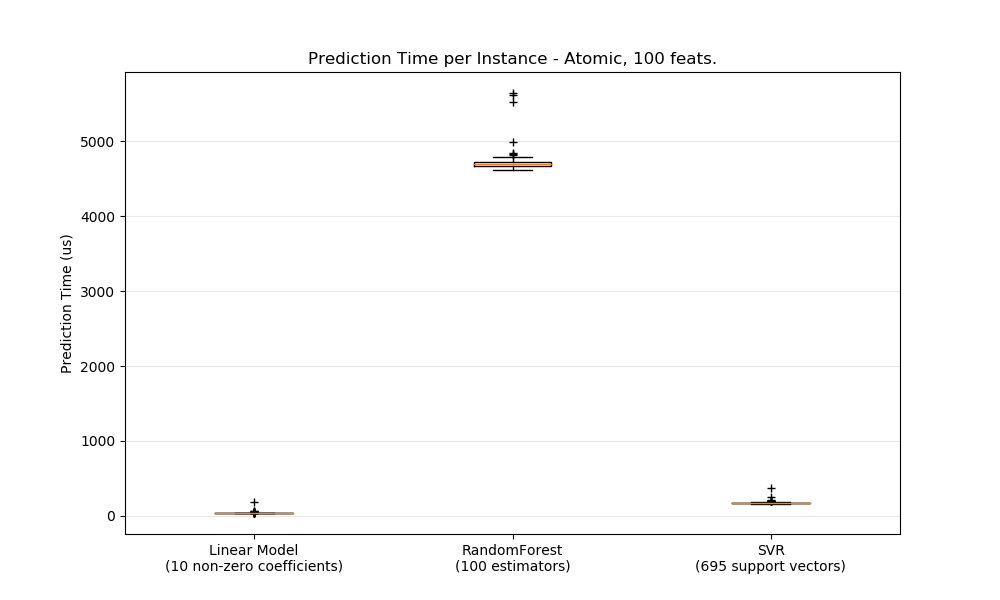 Prediction Time per Instance - Atomic, 100 feats.
Prediction Time (us)
5000
4000
3000
2000
1000
0
Linear Model
(10 non-zero coefficients)
RandomForest
(100 estimators)
SVR
(695 support vectors)